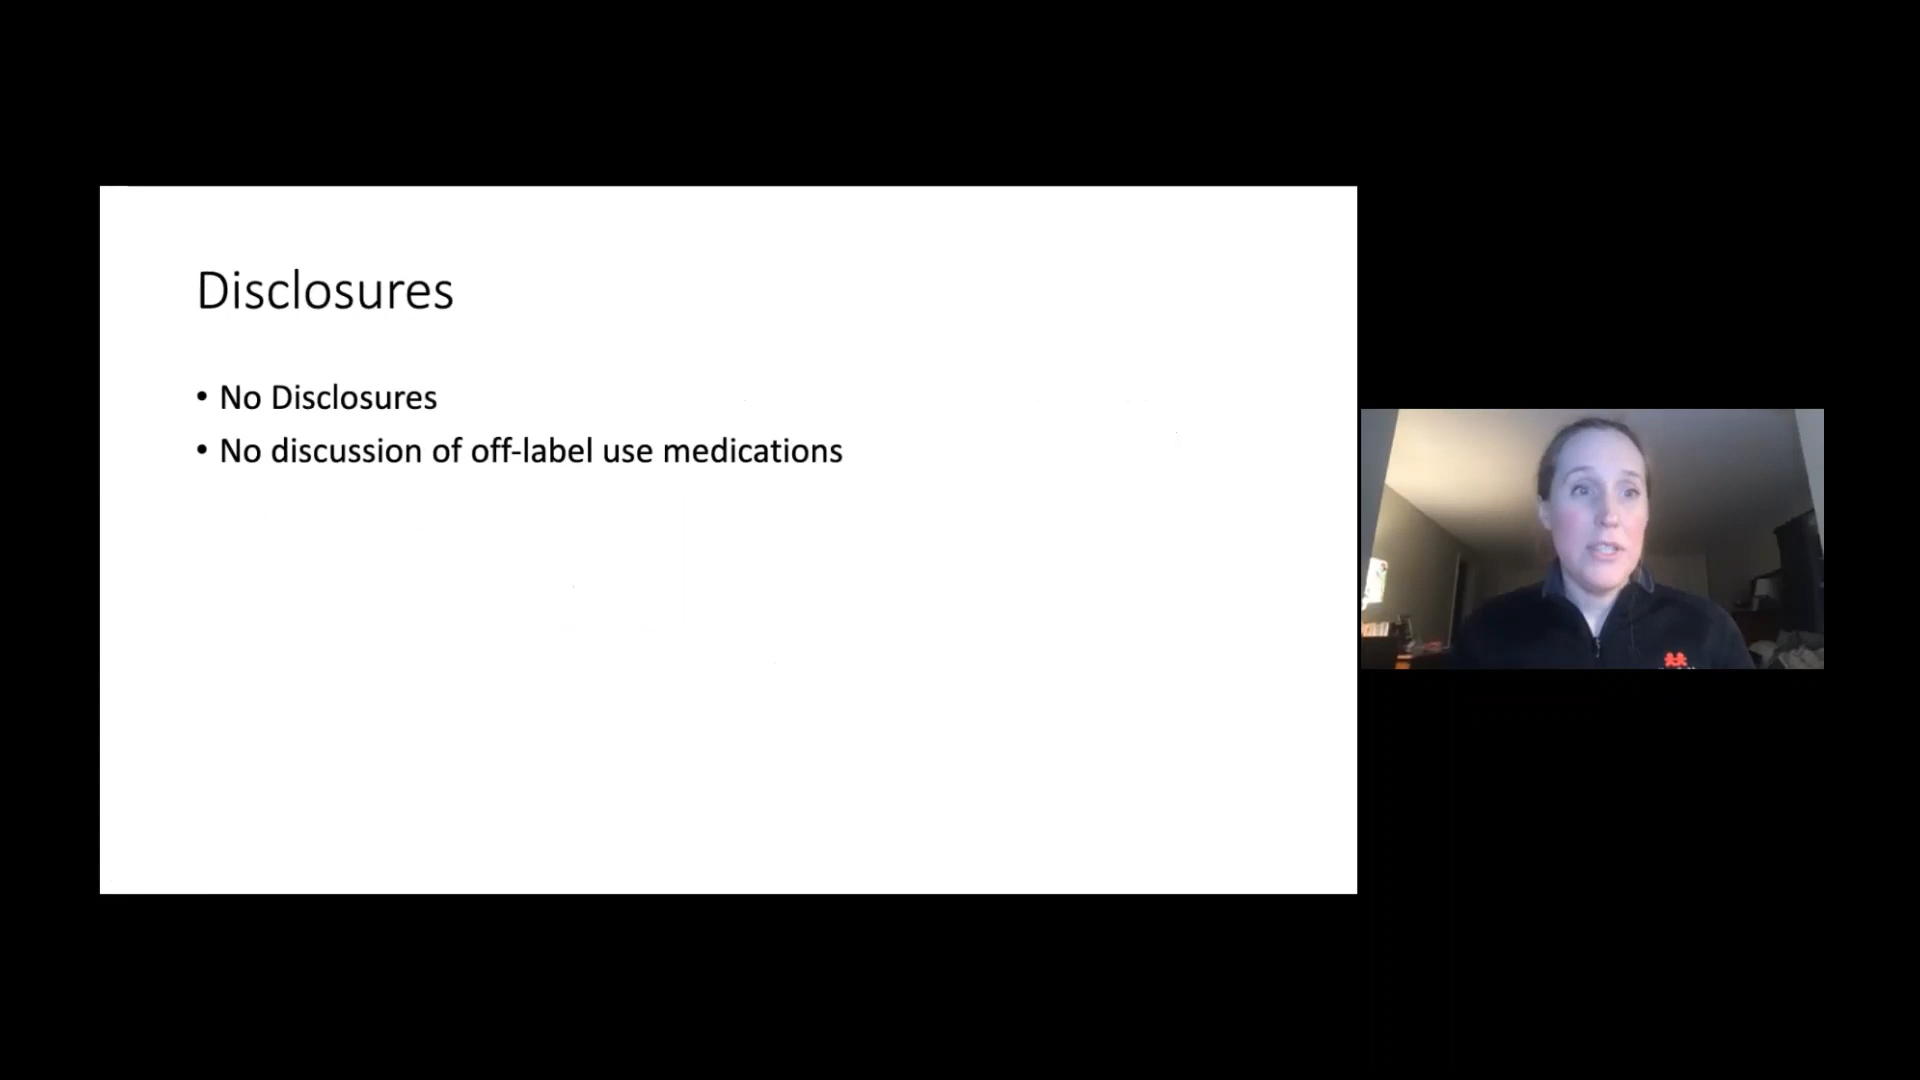 Disclosures
• No Disclosures
• No discussion of off-label use medications